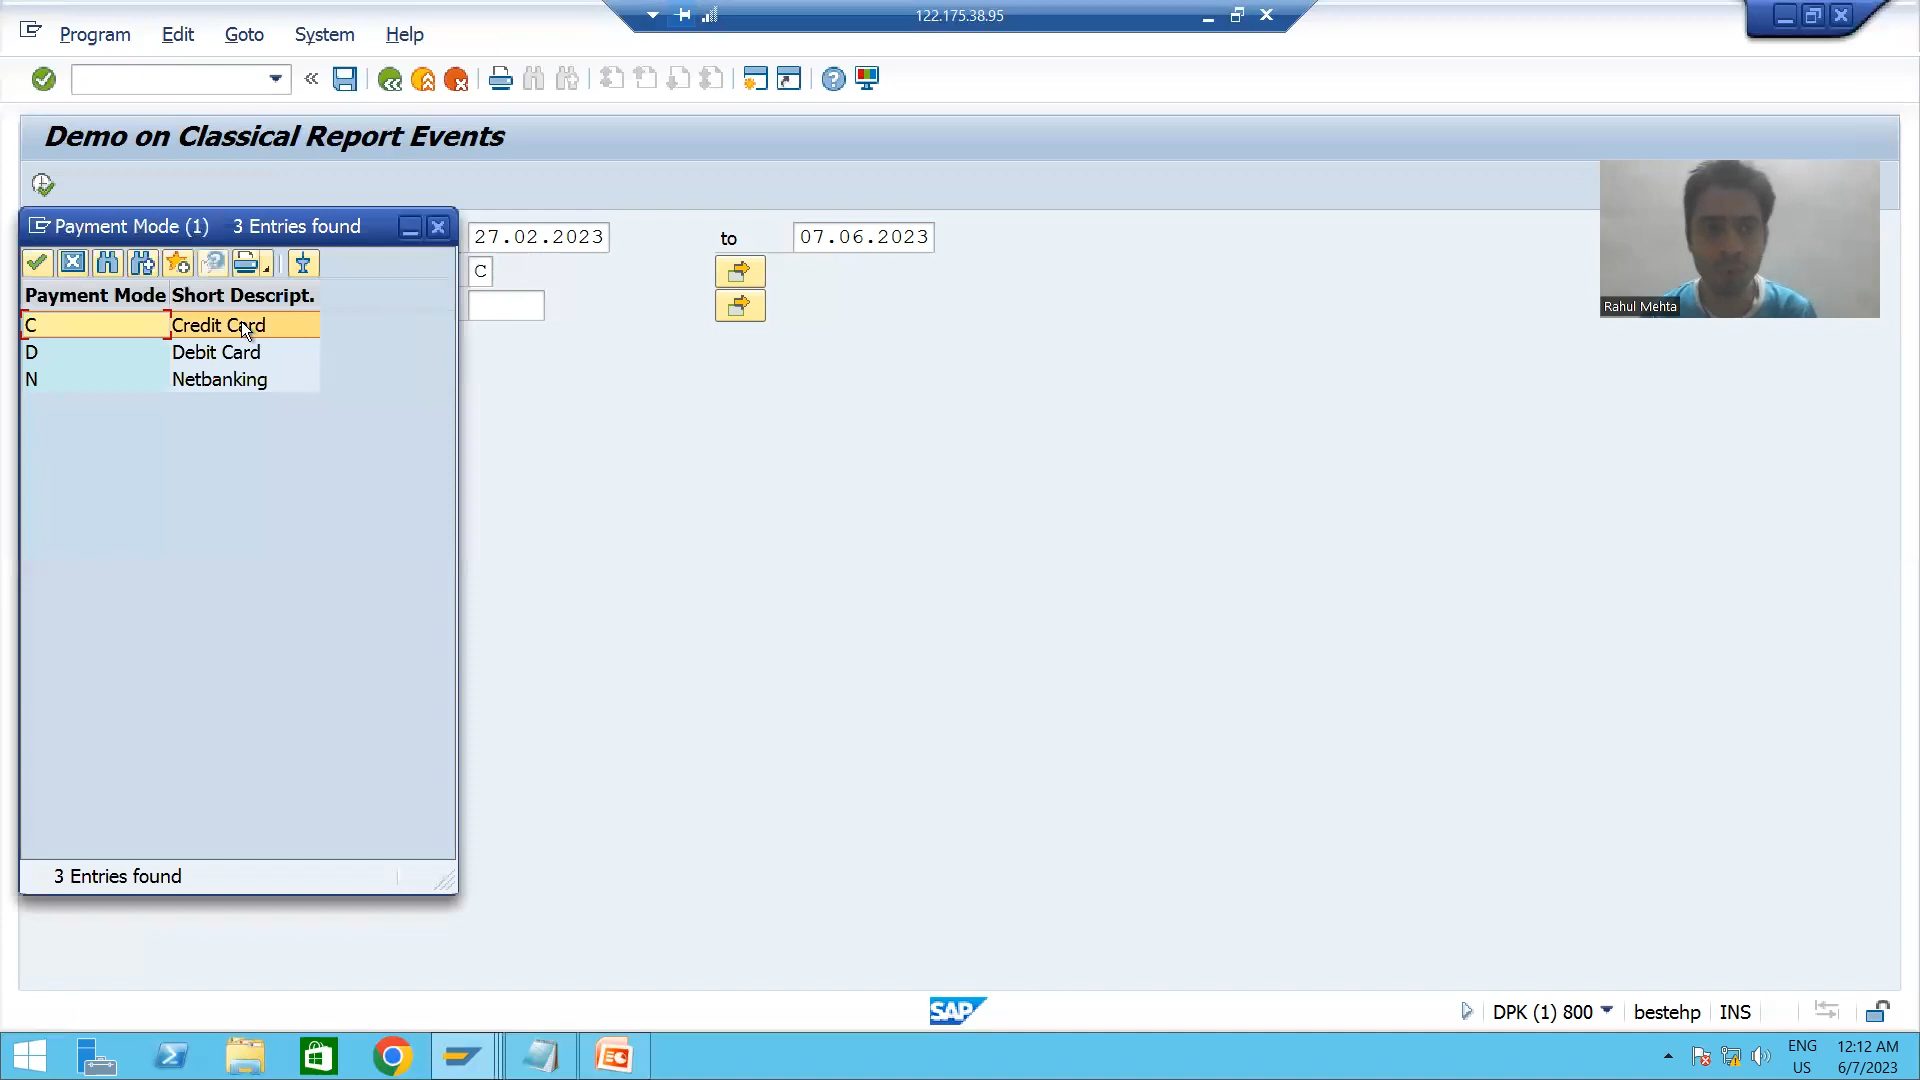 122.175.38.95
Program Edit Goto System Help
Demo on Classical Report Events
Payment Mode (1) 3 Entries found
27.02.2023 to 07.06.2023
C
Payment Mode Short Descript.
C Credit Card
D Debit Card
N Netbanking
Rahul Mehta
3 Entries found
SAP
DPK (1) 800 bestehp INS
ENG 12:12 AM
US 6/7/2023